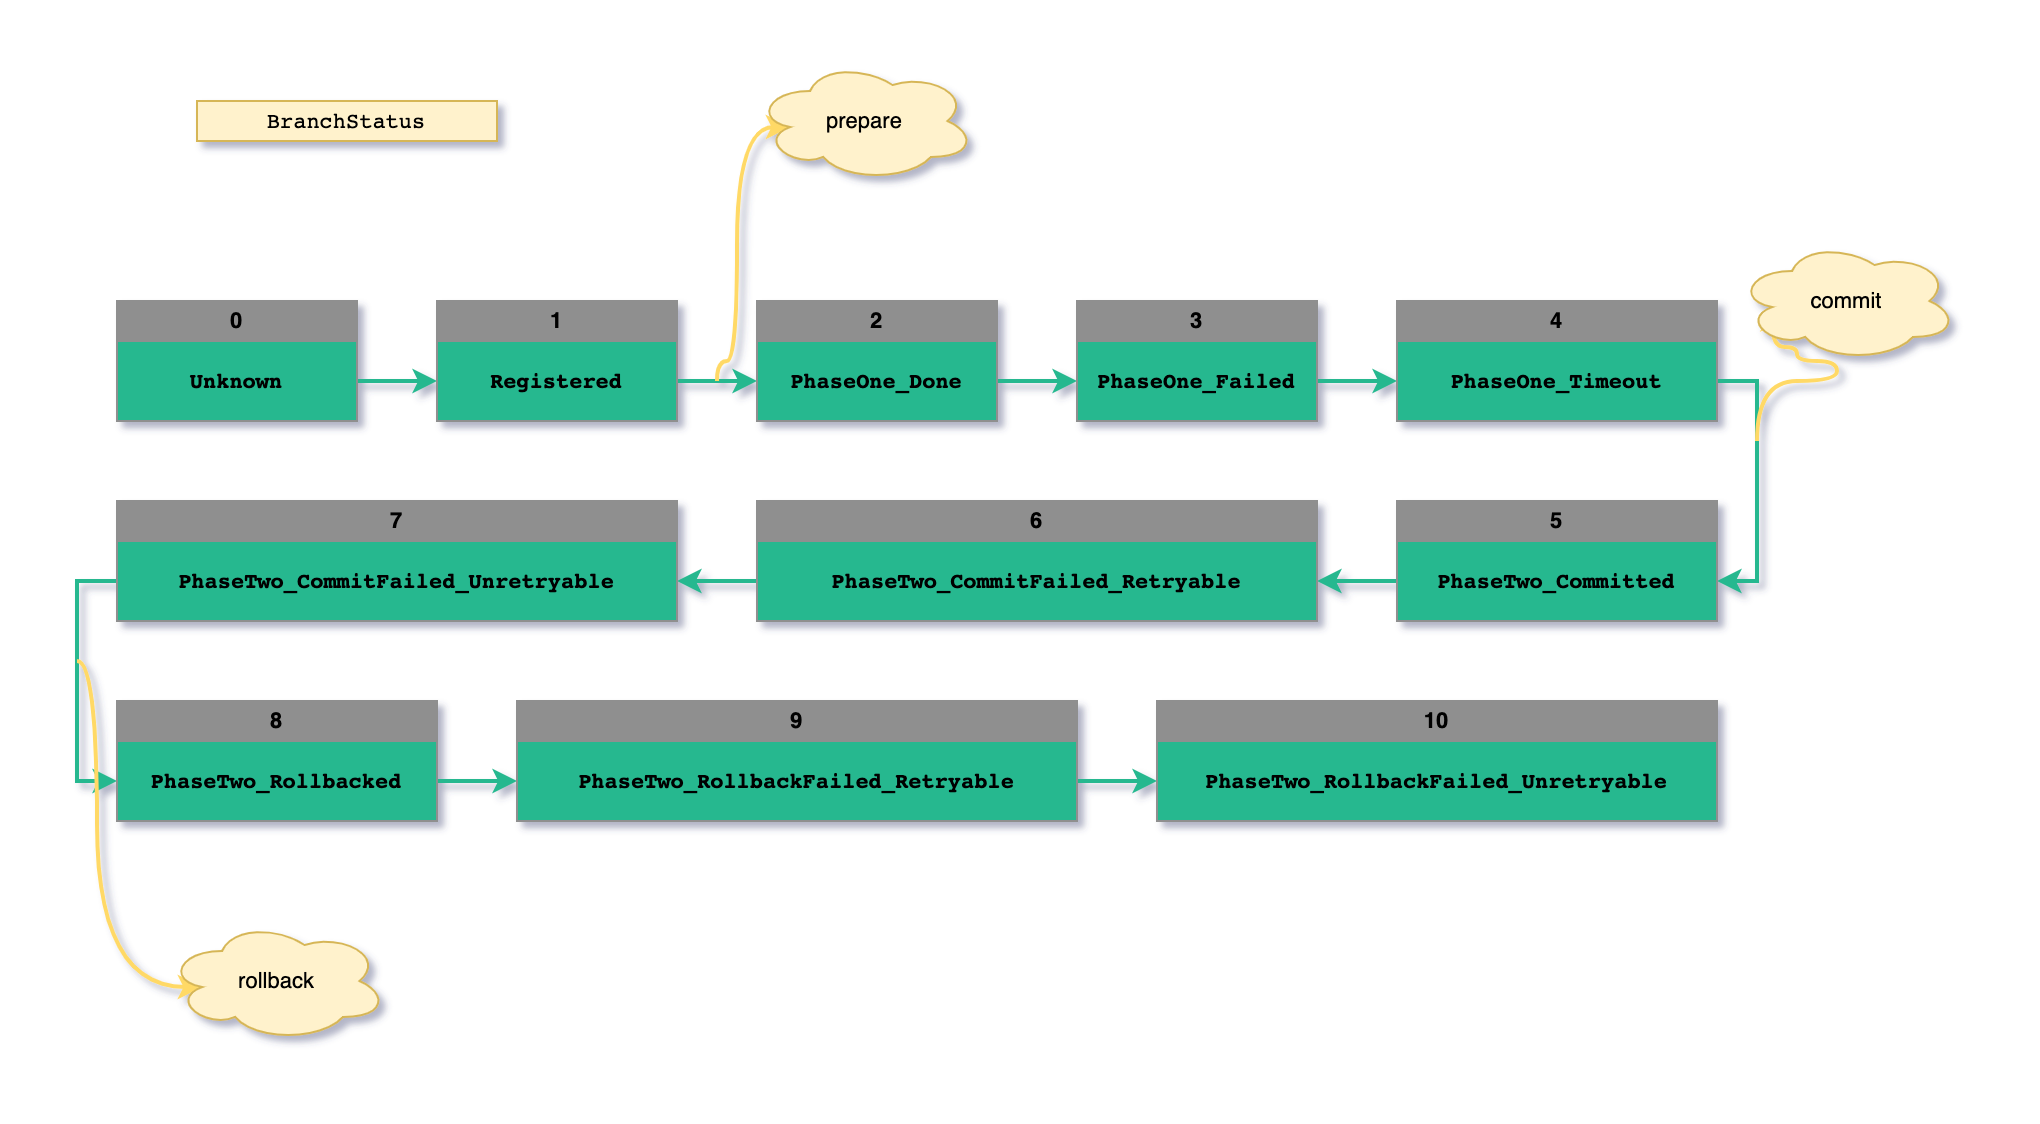 BranchStatus
prepare
commit
0
Unknown
1
Registered
2
PhaseOne_Done
3
PhaseOne_Failed
4
PhaseOne_Timeout
5
PhaseTwo_Committed
6
PhaseTwo_CommitFailed_Retryable
7
PhaseTwo_CommitFailed_Unretryable
8
PhaseTwo_Rollbacked
9
PhaseTwo_RollbackFailed_Retryable
10
PhaseTwo_RollbackFailed_Unretryable
rollback